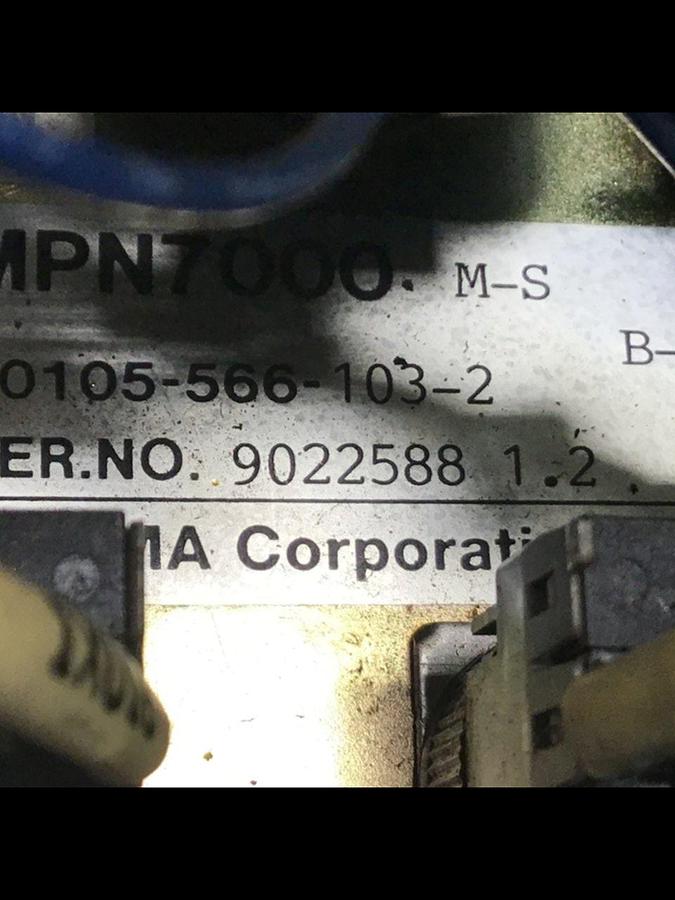 MPN7000. M-S
B-
0105-566-103-2
ER.NO. 9022588 1.2
MA Corporati